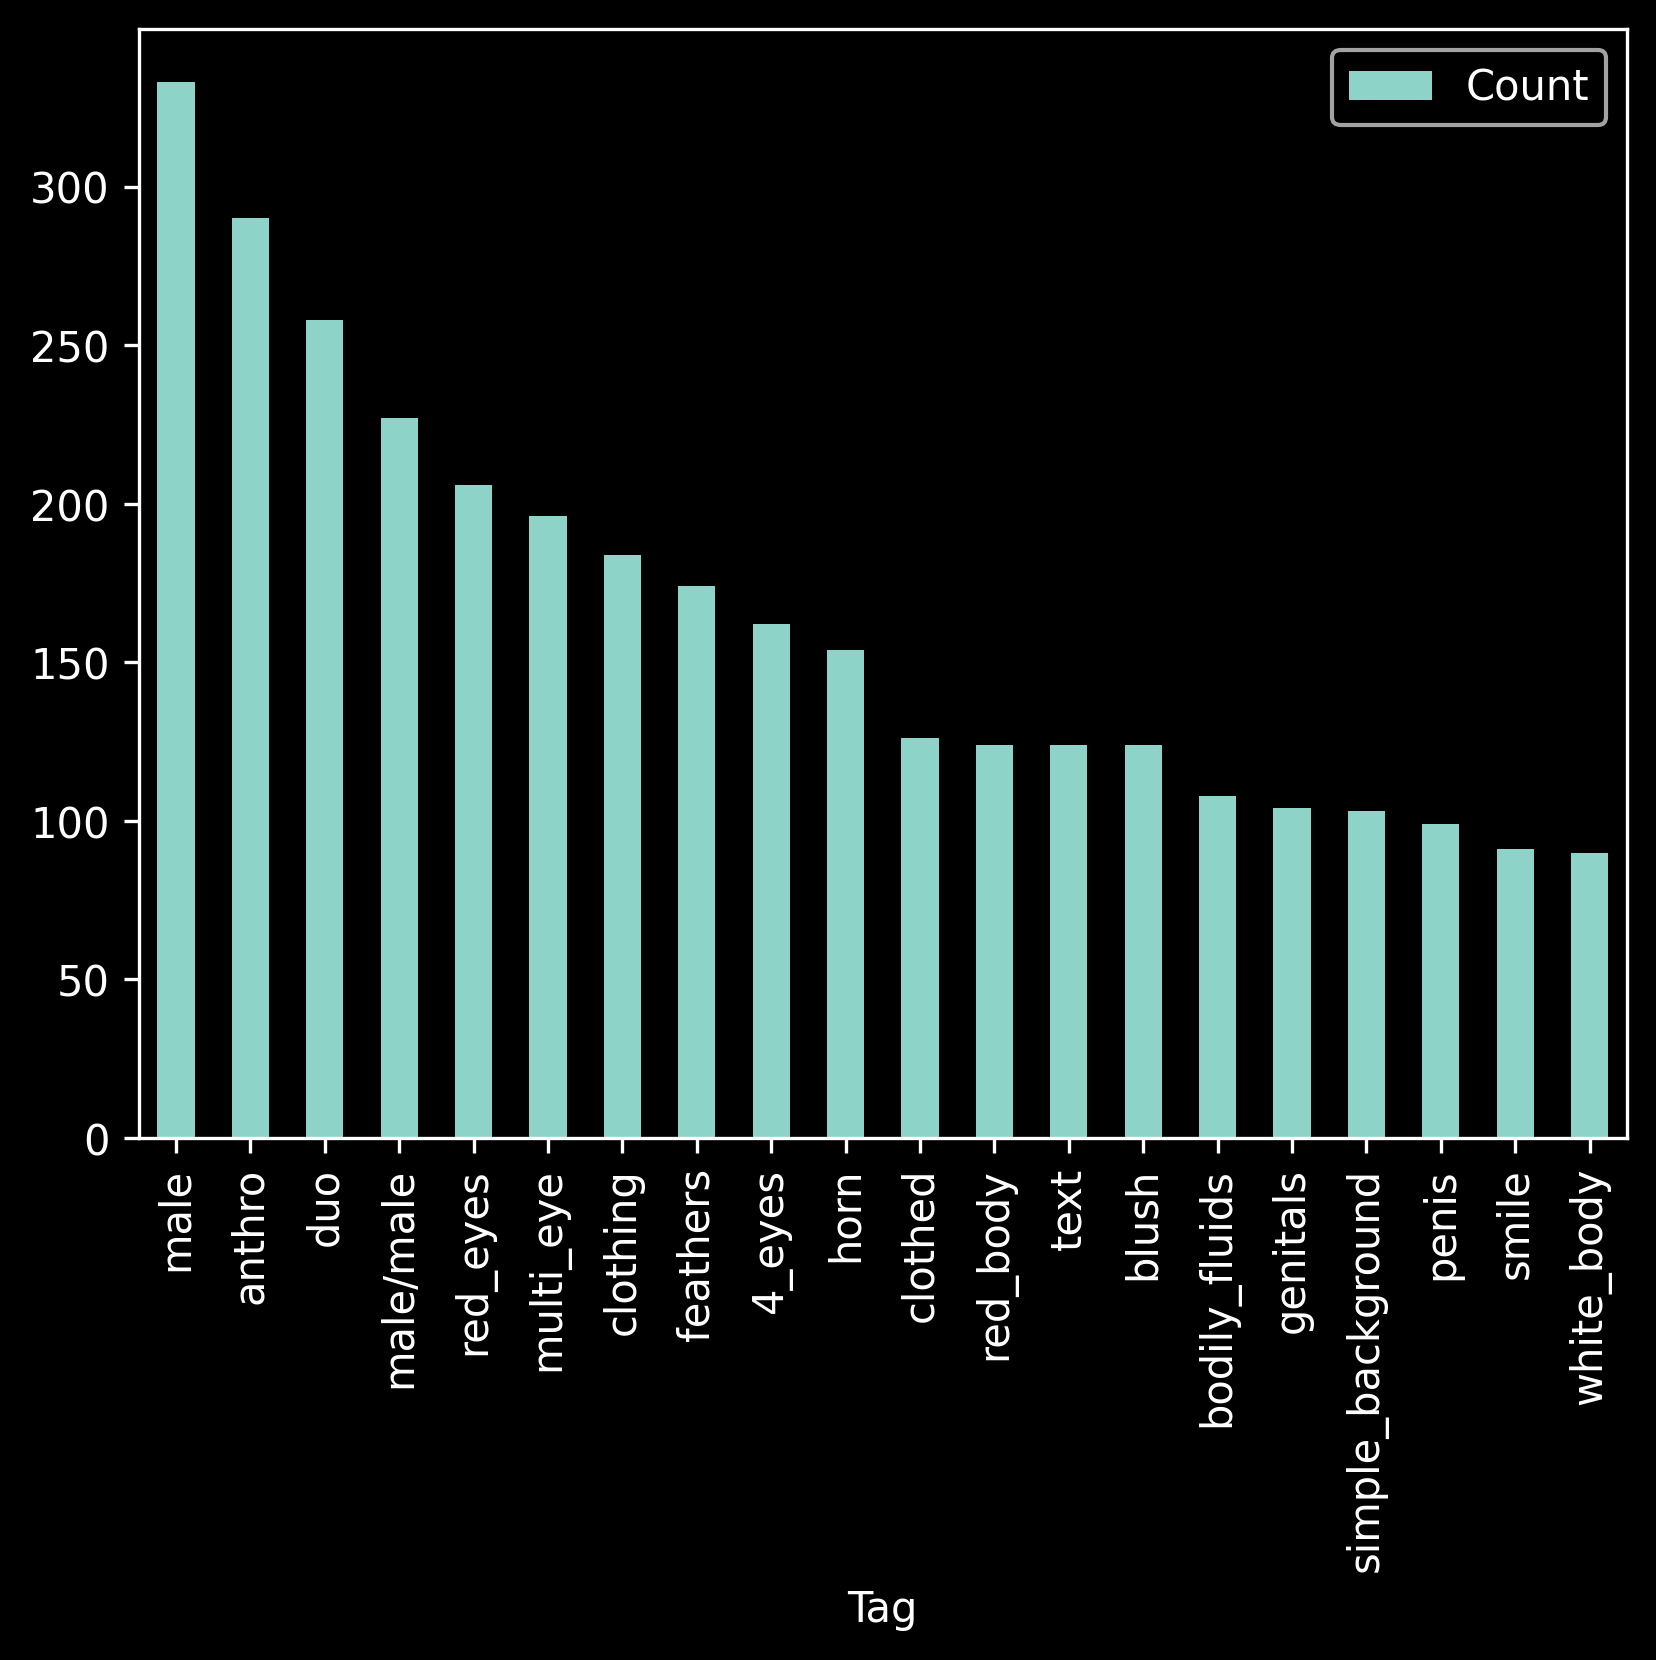 Count
300
250
200
150
100
50
0
male
anthro
duo
male/male
red_eyes
multi_eye
clothing
feathers
4_eyes
horn
clothed
red_body
text
blush
bodily_fluids
genitals
simple_background
penis
smile
white_body
Tag